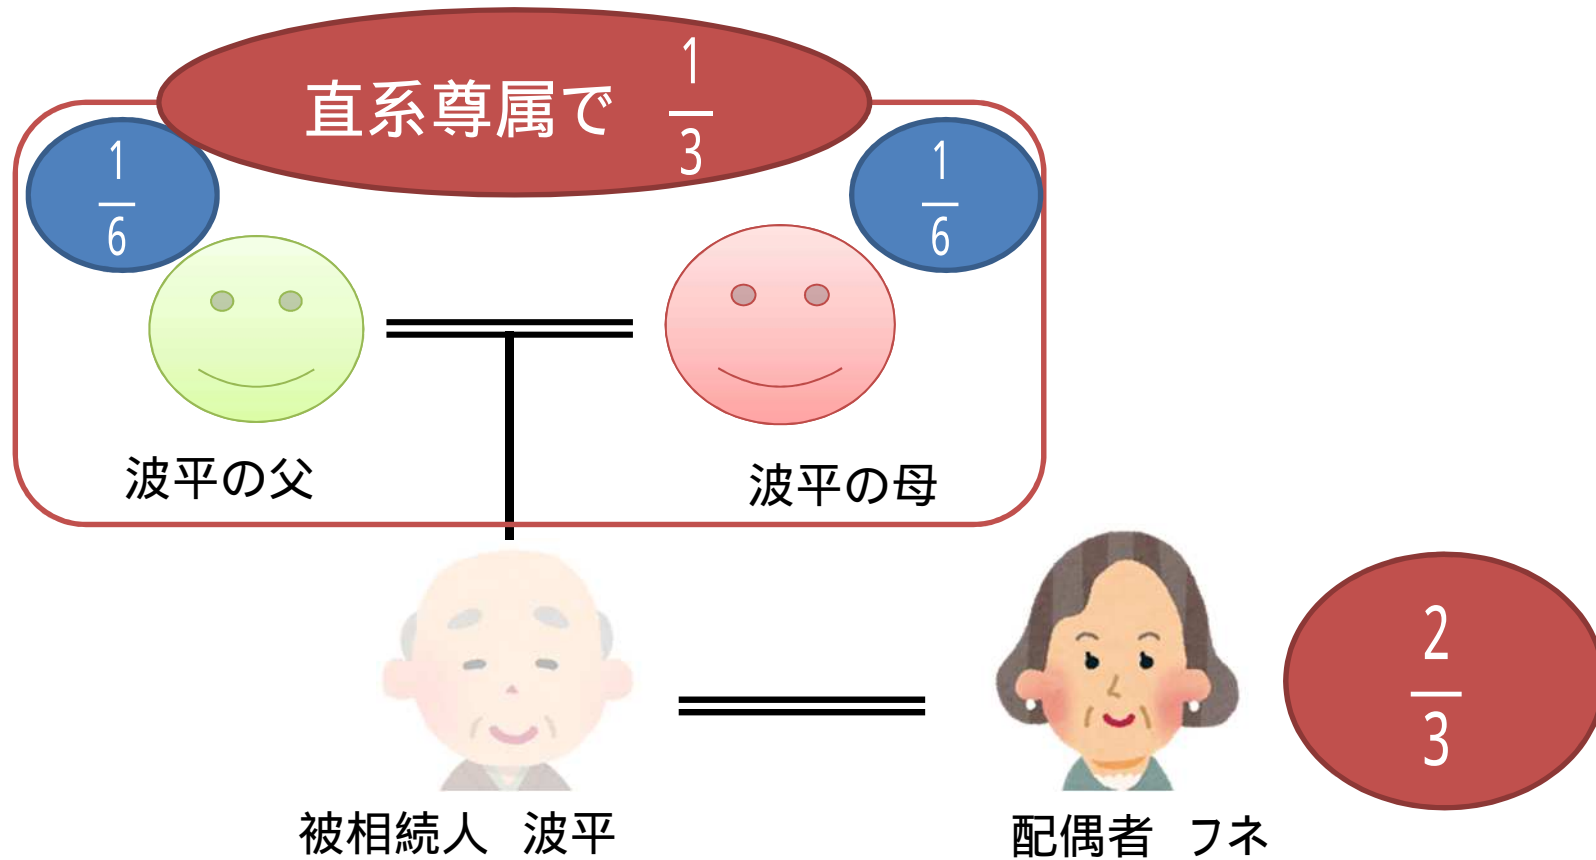 直系尊属で 1/3
1/6
1/6
波平の父
波平の母
2/3
被相続人 波平
配偶者 フネ